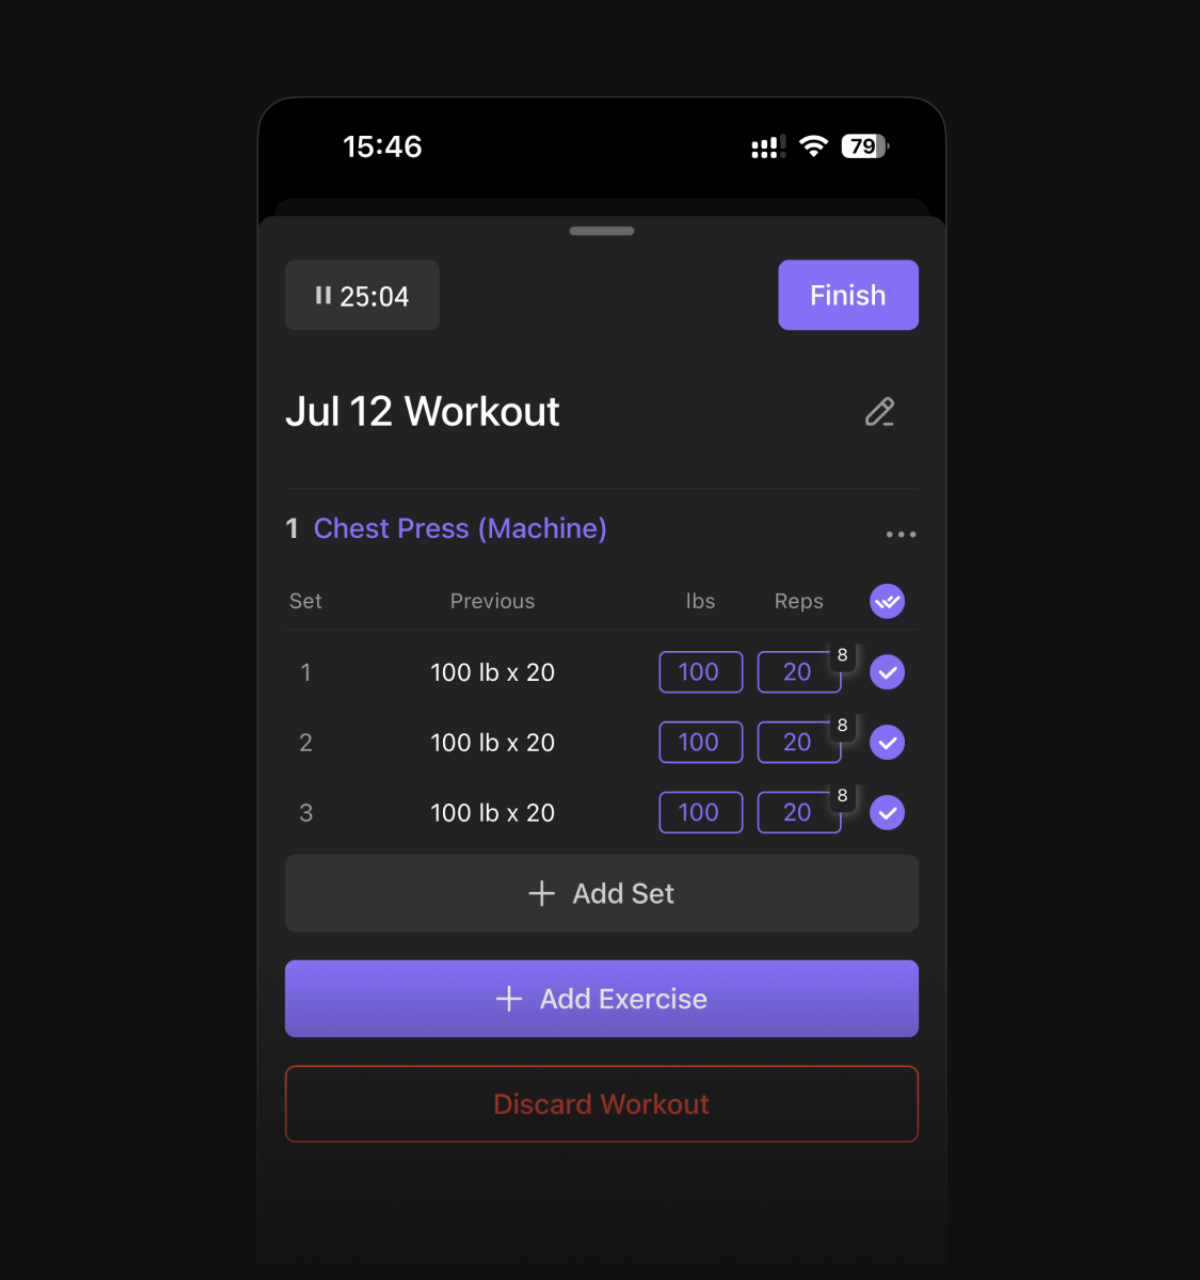 15:46 79
25:04 Finish
Jul 12 Workout
1 Chest Press (Machine)
Set Previous lbs Reps
1 100 lb x 20 100 20 8
2 100 lb x 20 100 20 8
3 100 lb x 20 100 20 8
+ Add Set
+ Add Exercise
Discard Workout